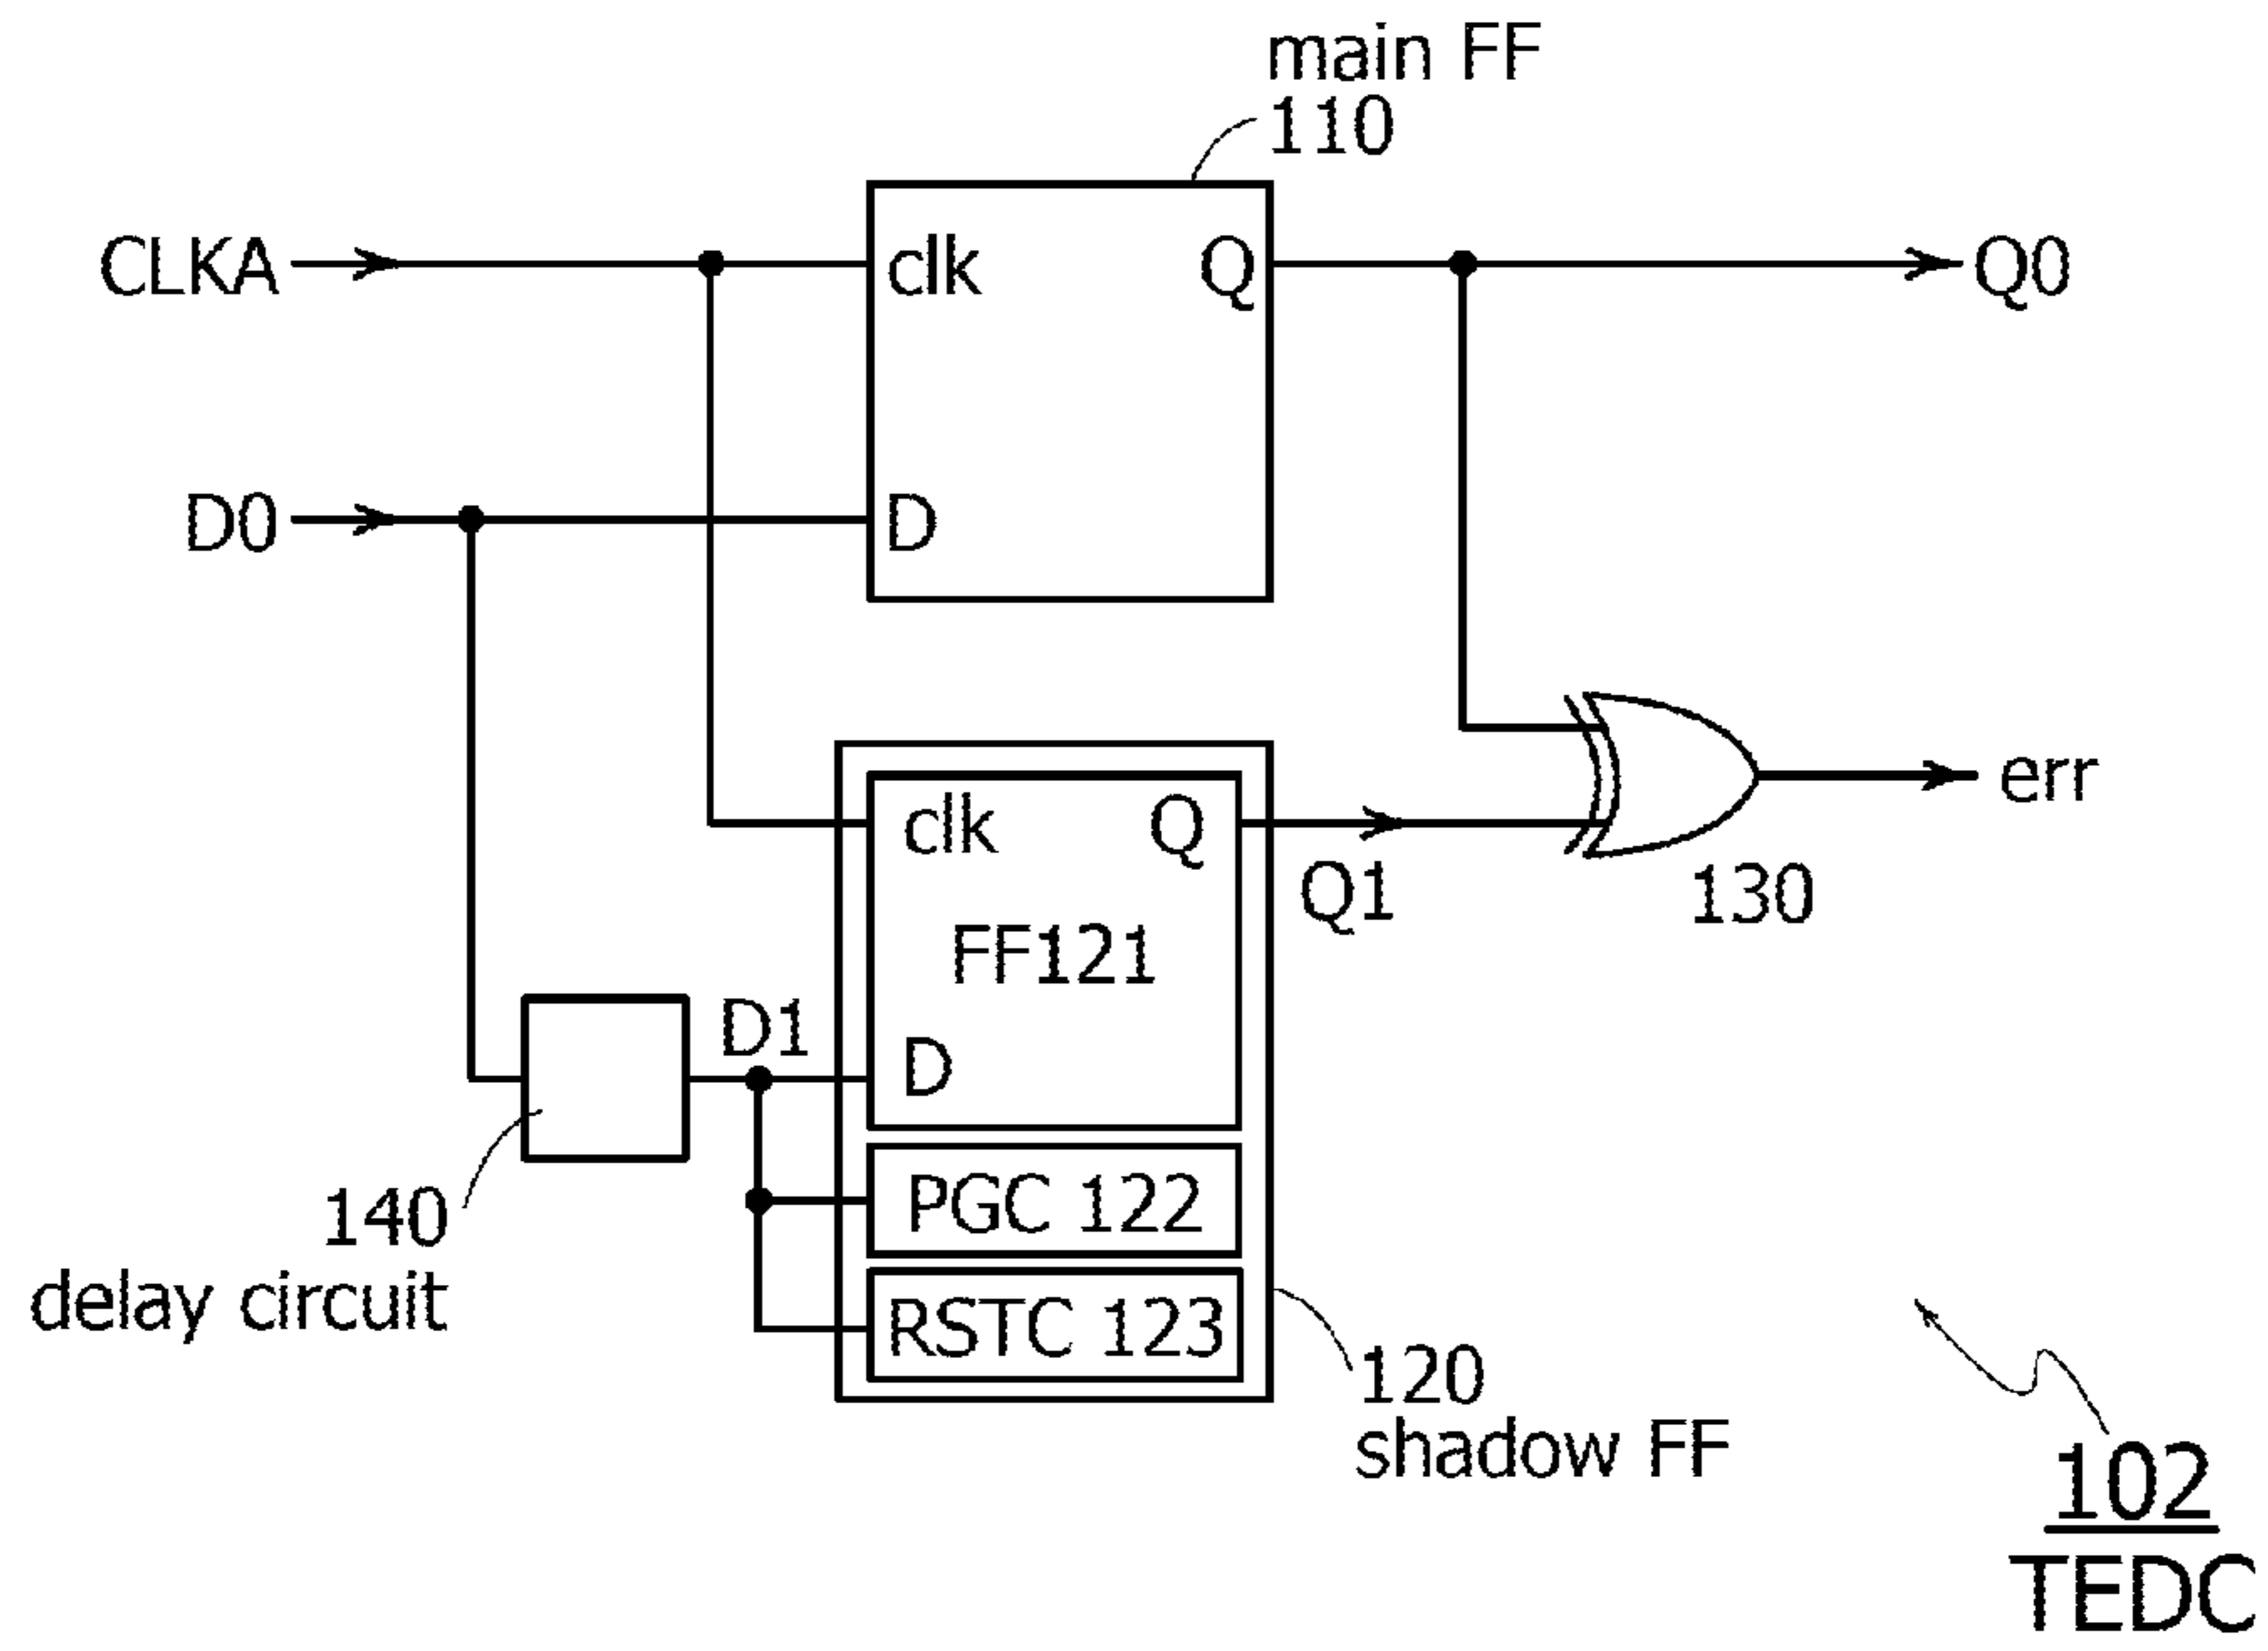 main FF
110
CLKA
clk
Q
Q0
D0
D
clk
Q
err
Q1
130
FF121
D1
D
140
delay circuit
PGC 122
RSTC 123
120
shadow FF
102
TEDC